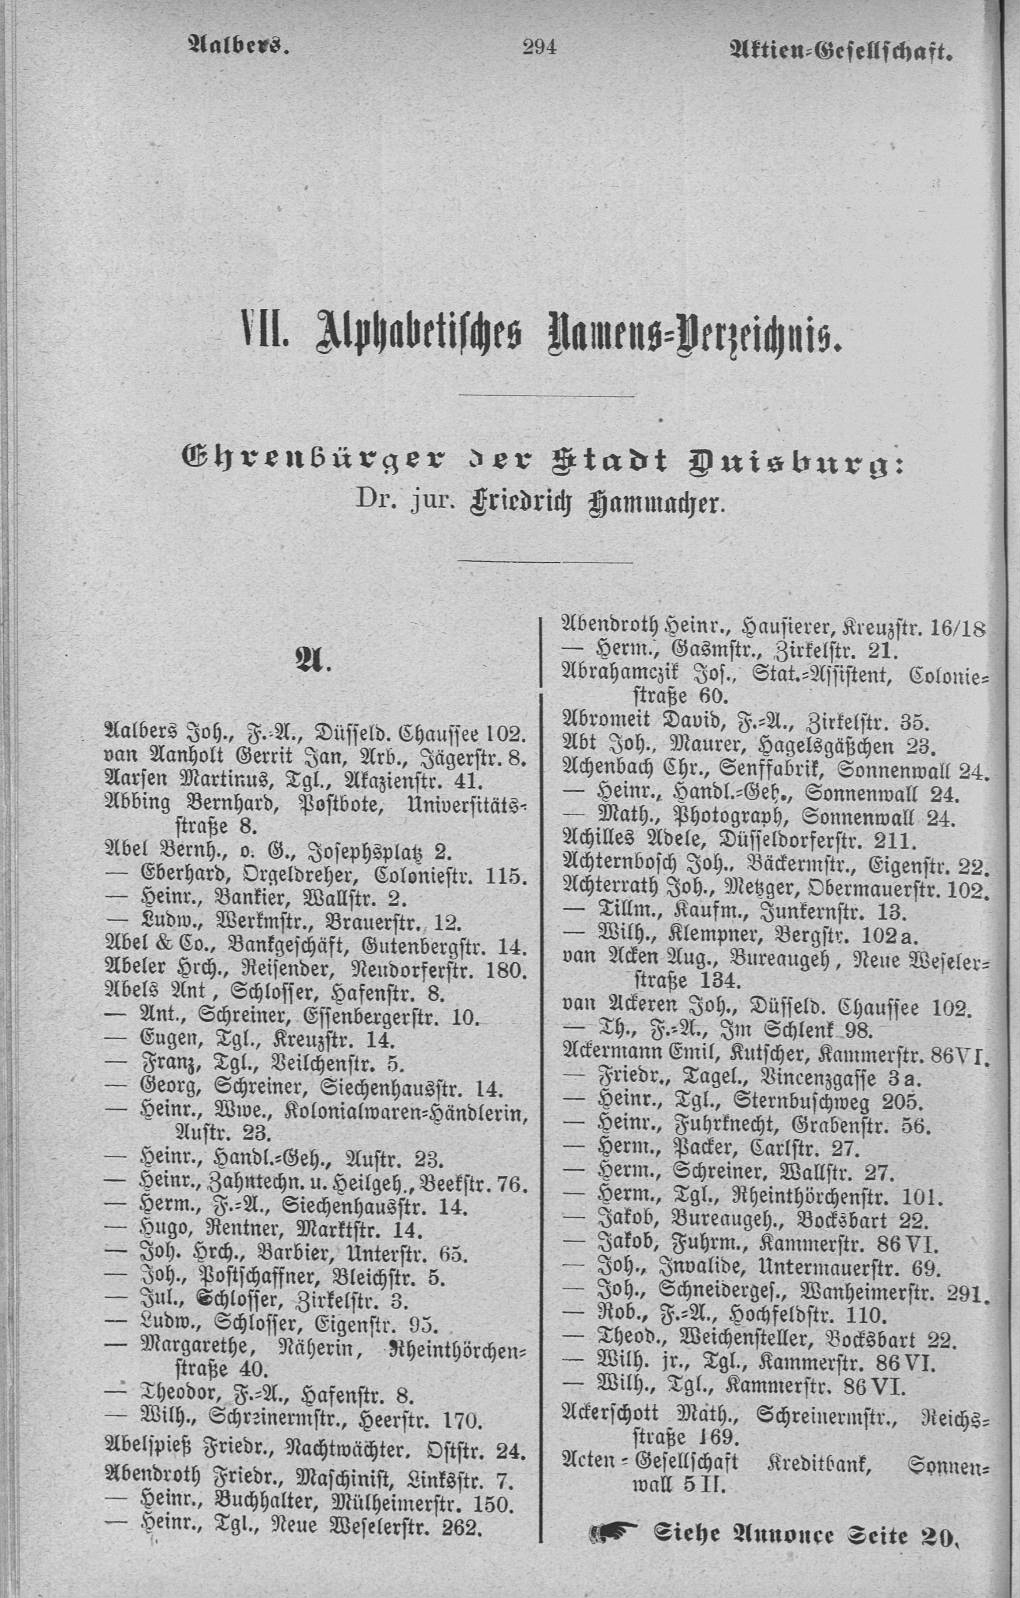 Aalbers.
294
Aktien-Gesellschaft.
VII. Alphabetisches Namens-Verzeichnis.
Ehrenbürger der Stadt Duisburg:
Dr. jur. Friedrich Hammacher.
A.
Aalbers Joh., F.-A., Düsseld. Chaussee 102.
van Aanholt Gerrit Jan, Arb., Jägerstr. 8.
Aarsen Martinus, Tgl., Akazienstr. 41.
Abbing Bernhard, Postbote, Universitäts-
straße 8.
Abel Bernh., o. G., Josephsplatz 2.
— Eberhard, Orgeldreher, Coloniestr. 115.
— Heinr., Bankier, Wallstr. 2.
— Ludw., Werkmstr., Brauerstr. 12.
Abel & Co., Bankgeschäft, Gutenbergstr. 14.
Abeler Hrch., Reisender, Neudorferstr. 180.
Abels Ant, Schlosser, Hafenstr. 8.
— Ant., Schreiner, Essenbergerstr. 10.
— Eugen, Tgl., Kreuzstr. 14.
— Franz, Tgl., Veilchenstr. 5.
— Georg, Schreiner, Siechenhausstr. 14.
— Heinr., Wwe., Kolonialwaren-Händlerin,
Austr. 23.
— Heinr., Handl.-Geh., Austr. 23.
— Heinr., Zahntechn. u. Heilgeh., Beekstr. 76.
— Herm., F.-A., Siechenhausstr. 14.
— Hugo, Rentner, Marktstr. 14.
— Joh. Hrch., Barbier, Unterstr. 65.
— Joh., Postschaffner, Bleichstr. 5.
— Jul., Schlosser, Zirkelstr. 3.
— Ludw., Schlosser, Eigenstr. 95.
— Margarethe, Näherin, Rheinthörchen-
straße 40.
— Theodor, F.-A., Hafenstr. 8.
— Wilh., Schreinermstr., Heerstr. 170.
Abelspieß Friedr., Nachtwächter, Oststr. 24.
Abendroth Friedr., Maschinist, Linksstr. 7.
— Heinr., Buchhalter, Mülheimerstr. 150.
— Heinr., Tgl., Neue Weselerstr. 262.
Abendroth Heinr., Hausierer, Kreuzstr. 16/18
— Herm., Gasmstr., Zirkelstr. 21.
Abrahamczik Jos., Stat.-Assistent, Colonie-
straße 60.
Abromeit David, F.-A., Zirkelstr. 35.
Abt Joh., Maurer, Hagelsgäßchen 23.
Achenbach Chr., Senffabrik, Sonnenwall 24.
— Heinr., Handl.-Geh., Sonnenwall 24.
— Math., Photograph, Sonnenwall 24.
Achilles Adele, Düsseldorferstr. 211.
Achternbosch Joh., Bäckermstr., Eigenstr. 22.
Achterrath Joh., Metzger, Obermauerstr. 102.
— Tillm., Kaufm., Junkernstr. 13.
— Wilh., Klempner, Bergstr. 102a.
van Acken Aug., Bureaugeh, Neue Weseler-
straße 134.
van Ackeren Joh., Düsseld. Chaussee 102.
— Th., F.-A., Im Schlenk 98.
Ackermann Emil, Kutscher, Kammerstr. 86 VI.
— Friedr., Tagel., Vincenzgasse 3a.
— Heinr., Tgl., Sternbuschweg 205.
— Heinr., Fuhrknecht, Grabenstr. 56.
— Herm., Packer, Carlstr. 27.
— Herm., Schreiner, Wallstr. 27.
— Herm., Tgl., Rheinthörchenstr. 101.
— Jakob, Bureaugeh., Bocksbart 22.
— Jakob, Fuhrm., Kammerstr. 86 VI.
— Joh., Invalide, Untermauerstr. 69.
— Joh., Schneiderges., Wanheimerstr. 291.
— Rob., F.-A., Hochfeldstr. 110.
— Theod., Weichensteller, Bocksbart 22.
— Wilh. jr., Tgl., Kammerstr. 86 VI.
— Wilh., Tgl., Kammerstr. 86 VI.
Ackerschott Math., Schreinermstr., Reichs-
straße 169.
Acten-Gesellschaft Kreditbank, Sonnen-
wall 5 II.
☛ Siehe Annonce Seite 20.